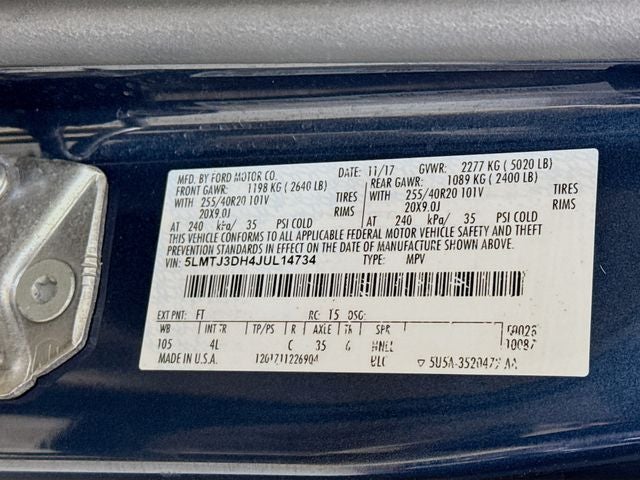 MFD. BY FORD MOTOR CO. DATE: 11/17 GVWR: 2277 KG ( 5020 LB)
FRONT GAWR: 1198 KG ( 2640 LB) REAR GAWR: 1089 KG ( 2400 LB)
WITH 255/40R20 101V TIRES WITH 255/40R20 101V TIRES
20X9.0J RIMS 20X9.0J RIMS
AT 240 kPa/ 35 PSI COLD AT 240 kPa/ 35 PSI COLD
THIS VEHICLE CONFORMS TO ALL APPLICABLE FEDERAL MOTOR VEHICLE SAFETY AND THEFT
PREVENTION STANDARDS IN EFFECT ON THE DATE OF MANUFACTURE SHOWN ABOVE.
VIN: 5LMTJ3DH4JUL14734 TYPE: MPV
EXT PNT: FT RC: 15 DSO:
WB INT TR TP/PS R AXLE TR SPR
105 4L C 35
MADE IN U.S.A.